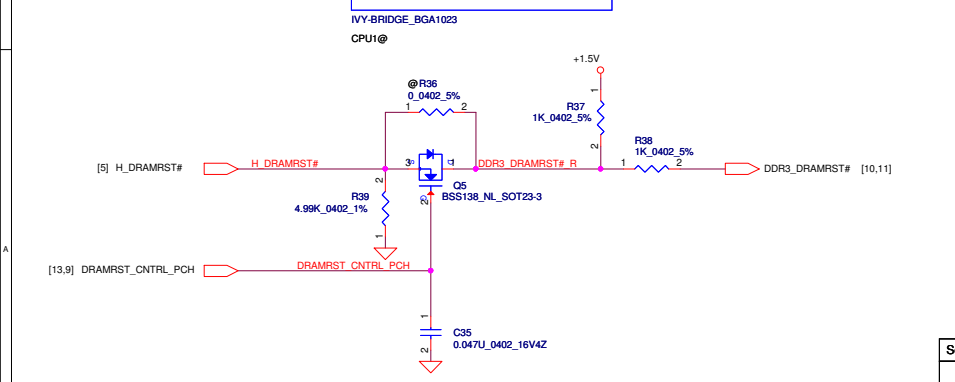 IVY-BRIDGE_BGA1023
CPU1@
+1.5V
@ R36
0_0402_5%
1 2
1
R37
1K_0402_5%
2
R38
1K_0402_5%
1 2
[5] H_DRAMRST#
H_DRAMRST#
3 S D 1
DDR3_DRAMRST#_R
DDR3_DRAMRST# [10,11]
Q5
BSS138_NL_SOT23-3
G
2
2
R39
4.99K_0402_1%
1
A
[13,9] DRAMRST_CNTRL_PCH
DRAMRST_CNTRL_PCH
1
C35
0.047U_0402_16V4Z
2